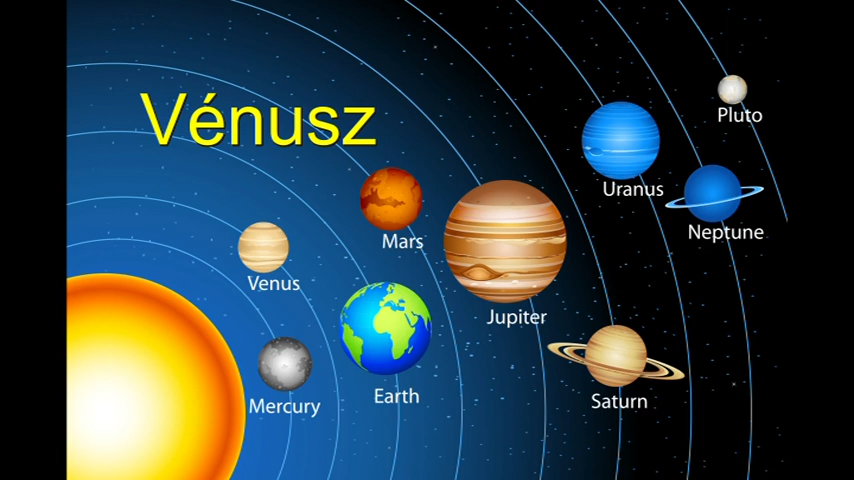 Vénusz
Pluto
Uranus
Neptune
Mars
Venus
Jupiter
Earth
Saturn
Mercury